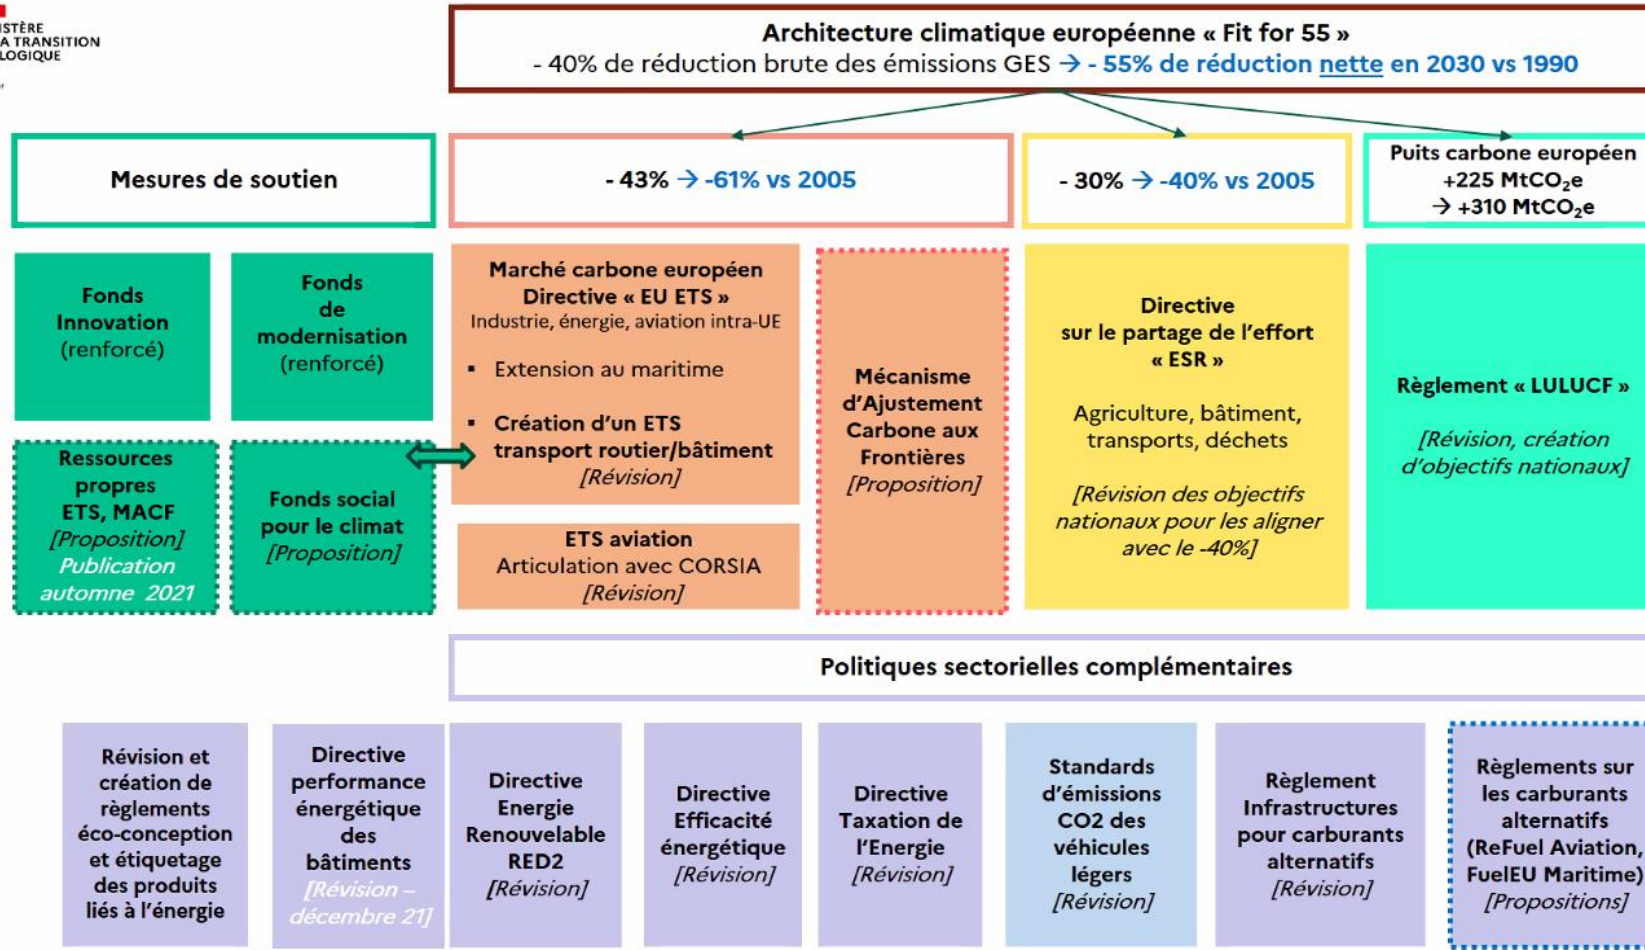 ISTÈRE
A TRANSITION
LOGIQUE
Architecture climatique européenne « Fit for 55 »
- 40% de réduction brute des émissions GES → - 55% de réduction nette en 2030 vs 1990
Mesures de soutien
- 43% → -61% vs 2005
- 30% → -40% vs 2005
Puits carbone européen
+225 MtCO₂e
→ +310 MtCO₂e
Fonds
Innovation
(renforcé)
Fonds
de
modernisation
(renforcé)
Ressources
propres
ETS, MACF
[Proposition]
Publication
automne 2021
Fonds social
pour le climat
[Proposition]
Marché carbone européen
Directive « EU ETS »
Industrie, énergie, aviation intra-UE
▪ Extension au maritime
▪ Création d'un ETS
transport routier/bâtiment
[Révision]
ETS aviation
Articulation avec CORSIA
[Révision]
Mécanisme
d'Ajustement
Carbone aux
Frontières
[Proposition]
Directive
sur le partage de l'effort
« ESR »
Agriculture, bâtiment,
transports, déchets
[Révision des objectifs
nationaux pour les aligner
avec le -40%]
Règlement « LULUCF »
[Révision, création
d'objectifs nationaux]
Politiques sectorielles complémentaires
Révision et
création de
règlements
éco-conception
et étiquetage
des produits
liés à l'énergie
Directive
performance
énergétique
des
bâtiments
[Révision –
décembre 21]
Directive
Energie
Renouvelable
RED2
[Révision]
Directive
Efficacité
énergétique
[Révision]
Directive
Taxation de
l'Energie
[Révision]
Standards
d'émissions
CO2 des
véhicules
légers
[Révision]
Règlement
Infrastructures
pour carburants
alternatifs
[Révision]
Règlements sur
les carburants
alternatifs
(ReFuel Aviation,
FuelEU Maritime)
[Propositions]